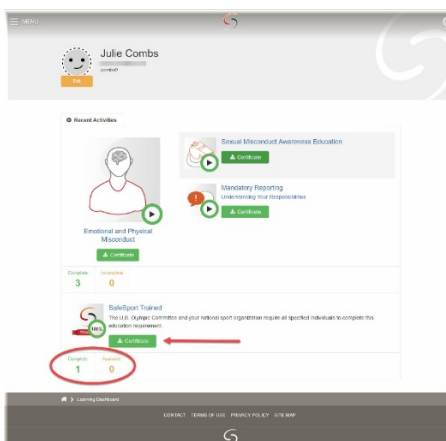 MENU
Julie Combs
Edit
Recent Activities
Sexual Misconduct Awareness Education
Certificate
Mandatory Reporting
Understanding Your Responsibilities
Certificate
Emotional and Physical
Misconduct
Certificate
Complete
Incomplete
3
0
SafeSport Trained
The U.S. Olympic Committee and your national sport organization require all specified individuals to complete this
education requirement.
100%
Certificate
Complete
Available
1
0
Learning Dashboard
CONTACT TERMS OF USE PRIVACY POLICY SITE MAP